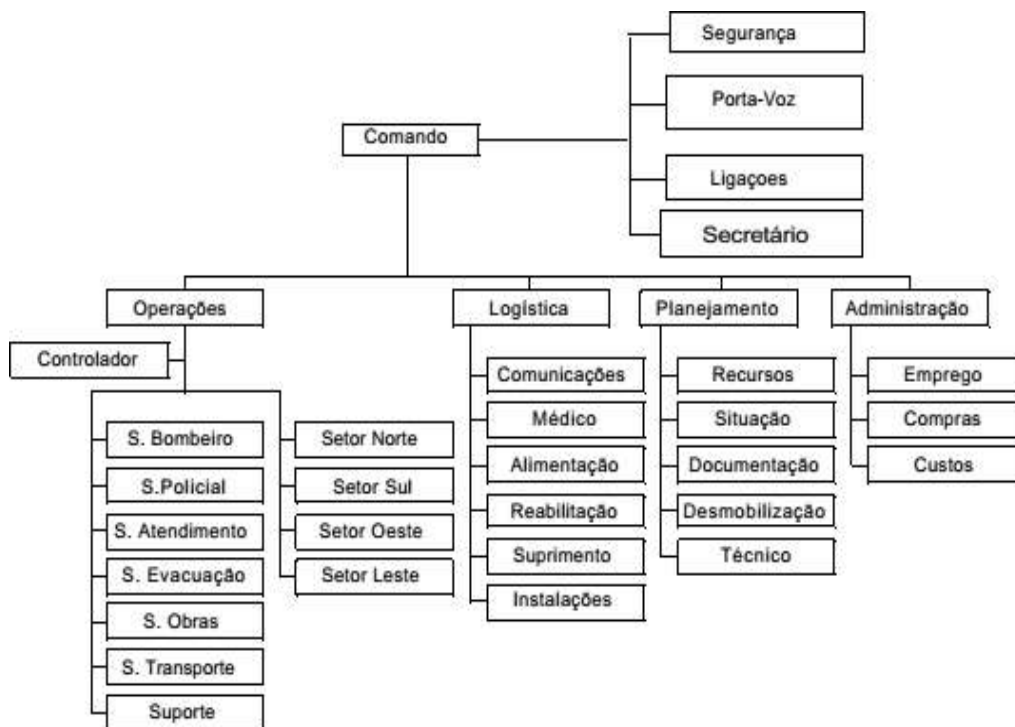 Segurança
Porta-Voz
Comando
Ligaçoes
Secretário
Operações
Logística
Planejamento
Administração
Controlador
S. Bombeiro
S.Policial
S. Atendimento
S. Evacuação
S. Obras
S. Transporte
Suporte
Setor Norte
Setor Sul
Setor Oeste
Setor Leste
Comunicações
Médico
Alimentação
Reabilitação
Suprimento
Instalações
Recursos
Situação
Documentação
Desmobilização
Técnico
Emprego
Compras
Custos